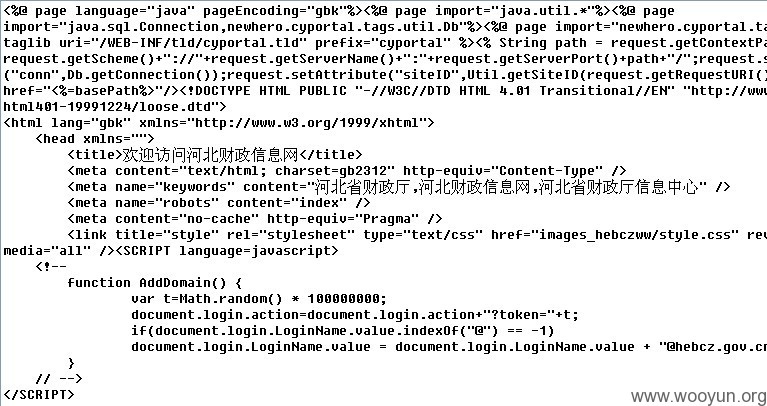 <%@ page language="java" pageEncoding="gbk"%><%@ page import="java.util.*"%><%@ page
import="java.sql.Connection,newhero.cyportal.tags.util.Db"%><%@ page import="newhero.cyportal.ta
taglib uri="/WEB-INF/tld/cyportal.tld" prefix="cyportal" %><% String path = request.getContextPa
request.getScheme()+"://"+request.getServerName()+":"+request.getServerPort()+path+"/";request.s
("conn",Db.getConnection());request.setAttribute("siteID",Util.getSiteID(request.getRequestURI()
href="<%=basePath%>"/><!DOCTYPE HTML PUBLIC "-//W3C//DTD HTML 4.01 Transitional//EN" "http://www
html401-19991224/loose.dtd">
<html lang="gbk" xmlns="http://www.w3.org/1999/xhtml">
<head xmlns="">
<title>欢迎访问河北财政信息网</title>
<meta content="text/html; charset=gb2312" http-equiv="Content-Type" />
<meta name="keywords" content="河北省财政厅,河北财政信息网,河北省财政厅信息中心" />
<meta name="robots" content="index" />
<meta content="no-cache" http-equiv="Pragma" />
<link title="style" rel="stylesheet" type="text/css" href="images_hebczww/style.css" rev
media="all" /><SCRIPT language=javascript>
<!--
function AddDomain() {
var t=Math.random() * 100000000;
document.login.action=document.login.action+"?token="+t;
if(document.login.LoginName.value.indexOf("@") == -1)
document.login.LoginName.value = document.login.LoginName.value + "@hebcz.gov.cn
}
// -->
</SCRIPT>
www.wooyun.org